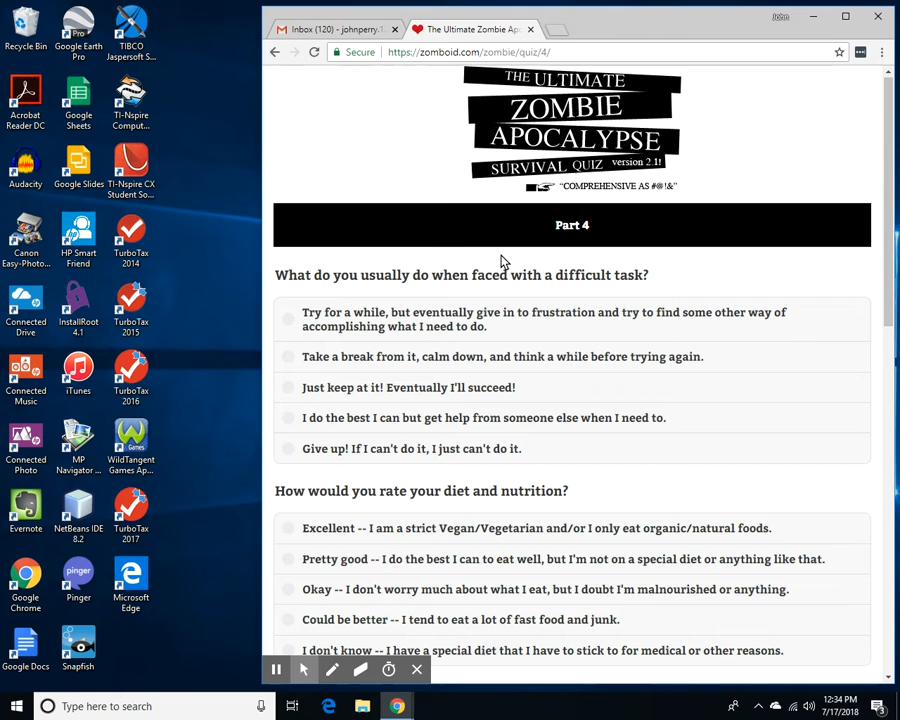 Recycle Bin
Google Earth
Pro
TIBCO
Jaspersoft S...
Acrobat
Reader DC
Google
Sheets
TI-Nspire
Comput...
Audacity
Google Slides
TI-Nspire CX
Student So...
Canon
Easy-Photo...
HP Smart
Friend
TurboTax
2014
Connected
Drive
InstallRoot
4.1
TurboTax
2015
Connected
Music
iTunes
TurboTax
2016
Connected
Photo
MP
Navigator ...
WildTangent
Games Ap...
Evernote
NetBeans IDE
8.2
TurboTax
2017
Google
Chrome
Pinger
Microsoft
Edge
Google Docs
Snapfish
Inbox (120) - johnperry.1
The Ultimate Zombie Apo
John
Secure
https://zomboid.com/zombie/quiz/4/
THE ULTIMATE
ZOMBIE
APOCALYPSE
SURVIVAL QUIZ version 2.1!
"COMPREHENSIVE AS #@!&"
Part 4
What do you usually do when faced with a difficult task?
Try for a while, but eventually give in to frustration and try to find some other way of
accomplishing what I need to do.
Take a break from it, calm down, and think a while before trying again.
Just keep at it! Eventually I'll succeed!
I do the best I can but get help from someone else when I need to.
Give up! If I can't do it, I just can't do it.
How would you rate your diet and nutrition?
Excellent -- I am a strict Vegan/Vegetarian and/or I only eat organic/natural foods.
Pretty good -- I do the best I can to eat well, but I'm not on a special diet or anything like that.
Okay -- I don't worry much about what I eat, but I doubt I'm malnourished or anything.
Could be better -- I tend to eat a lot of fast food and junk.
I don't know -- I have a special diet that I have to stick to for medical or other reasons.
Type here to search
12:34 PM
7/17/2018
3